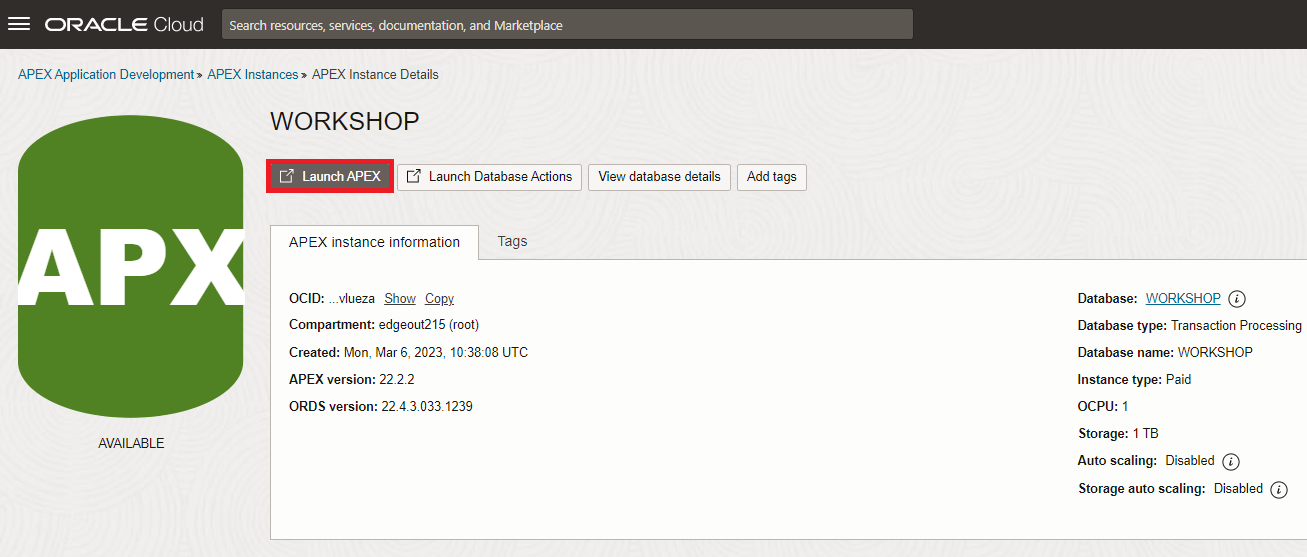 ORACLE Cloud
Search resources, services, documentation, and Marketplace
APEX Application Development » APEX Instances » APEX Instance Details
WORKSHOP
Launch APEX
Launch Database Actions
View database details
Add tags
APX
AVAILABLE
APEX instance information
Tags
OCID: ...vlueza Show Copy
Compartment: edgeout215 (root)
Created: Mon, Mar 6, 2023, 10:38:08 UTC
APEX version: 22.2.2
ORDS version: 22.4.3.033.1239
Database: WORKSHOP i
Database type: Transaction Processing
Database name: WORKSHOP
Instance type: Paid
OCPU: 1
Storage: 1 TB
Auto scaling: Disabled i
Storage auto scaling: Disabled i